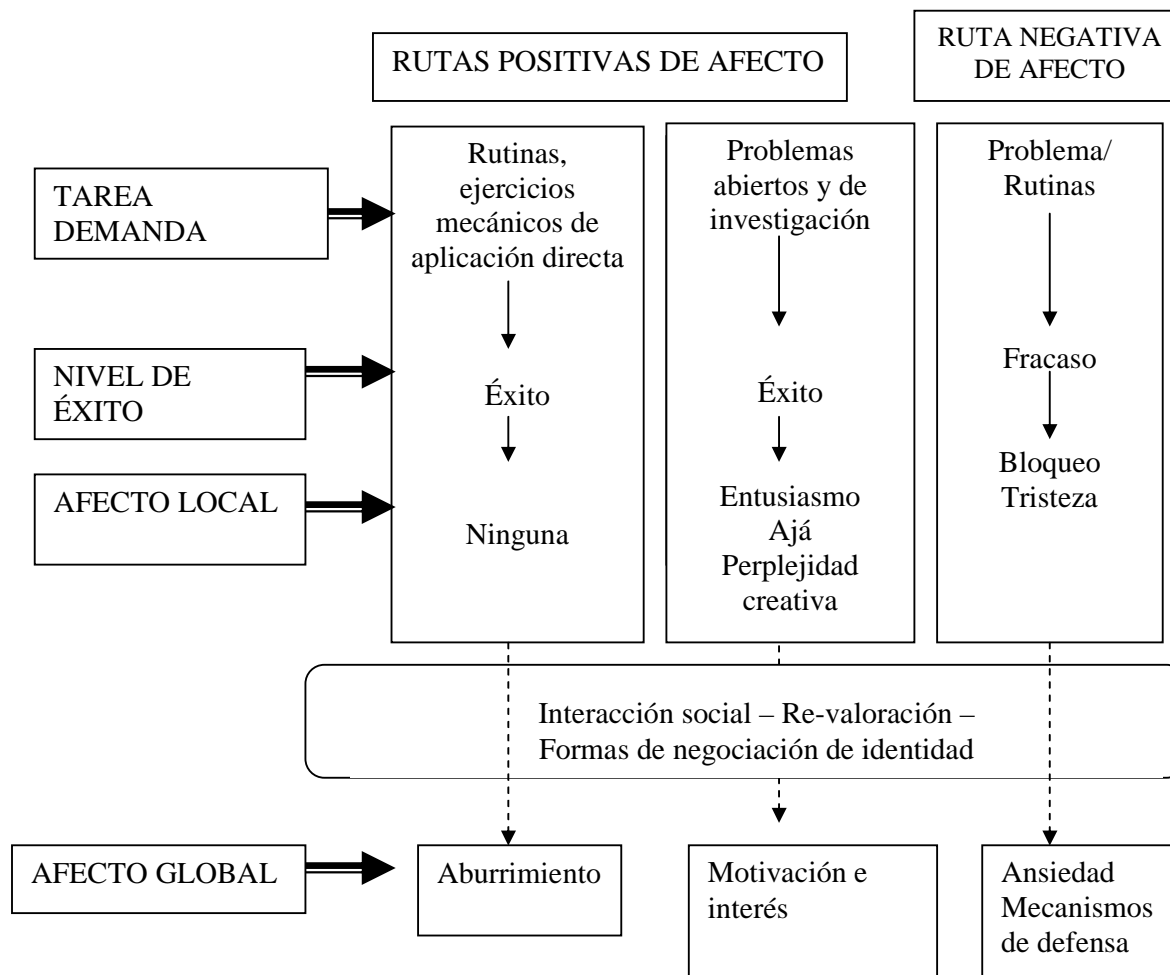 RUTAS POSITIVAS DE AFECTO
RUTA NEGATIVA
DE AFECTO
TAREA
DEMANDA
Rutinas,
ejercicios
mecánicos de
aplicación directa
Problemas
abiertos y de
investigación
Problema/
Rutinas
NIVEL DE
ÉXITO
Éxito
Éxito
Fracaso
AFECTO LOCAL
Ninguna
Entusiasmo
Ajá
Perplejidad
creativa
Bloqueo
Tristeza
Interacción social – Re-valoración –
Formas de negociación de identidad
AFECTO GLOBAL
Aburrimiento
Motivación e
interés
Ansiedad
Mecanismos
de defensa